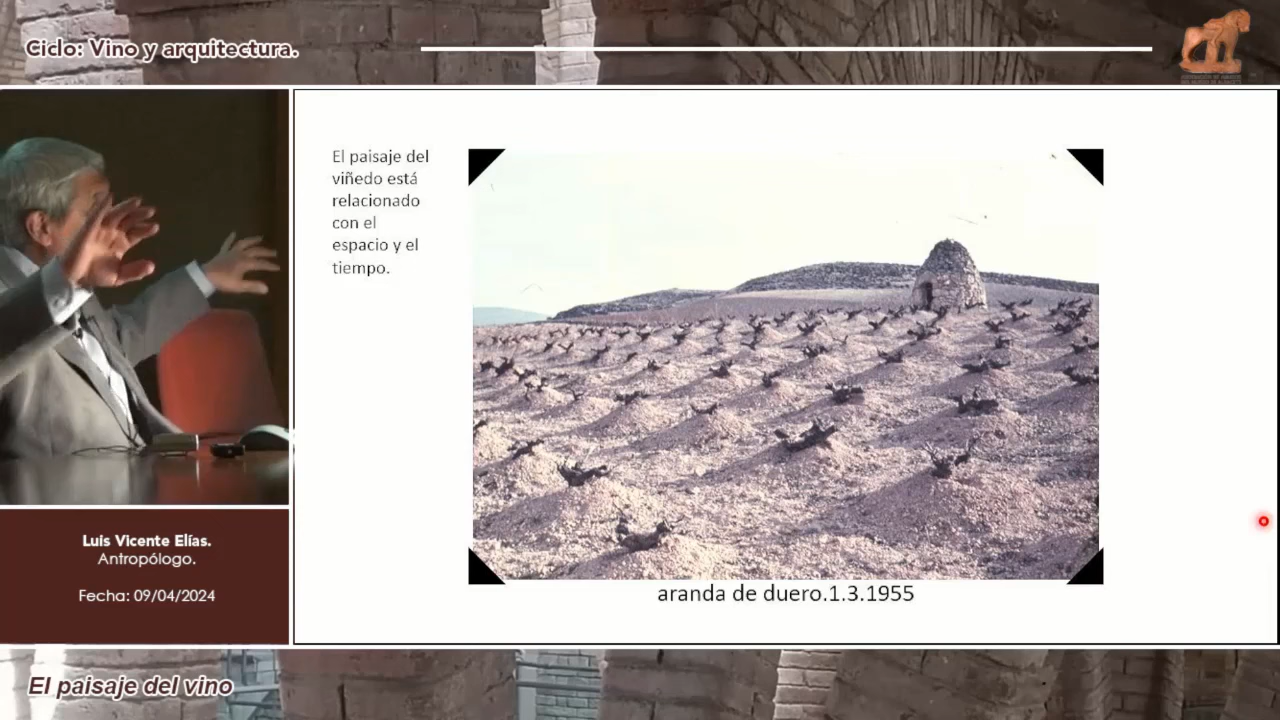 Ciclo: Vino y arquitectura.
El paisaje del
viñedo está
relacionado
con el
espacio y el
tiempo.
aranda de duero.1.3.1955
Luis Vicente Elías.
Antropólogo.
Fecha: 09/04/2024
El paisaje del vino